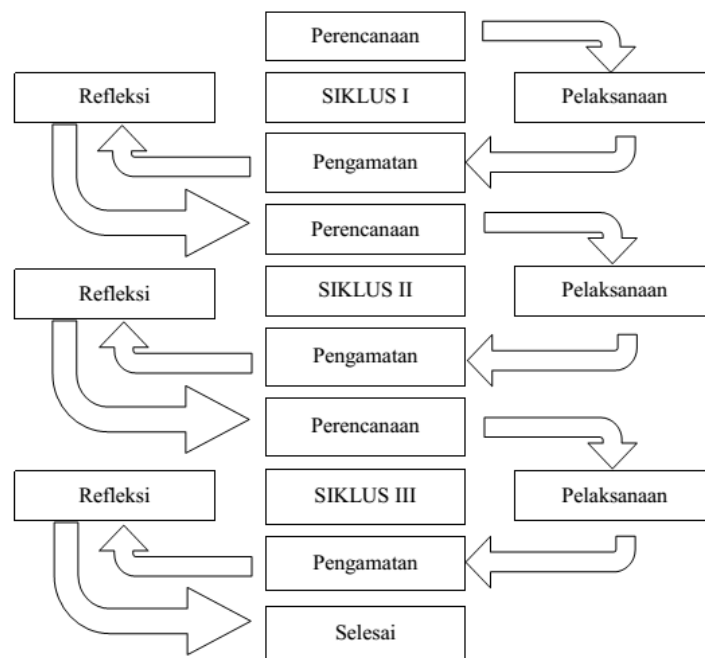 Perencanaan
Refleksi
SIKLUS I
Pelaksanaan
Pengamatan
Perencanaan
Refleksi
SIKLUS II
Pelaksanaan
Pengamatan
Perencanaan
Refleksi
SIKLUS III
Pelaksanaan
Pengamatan
Selesai